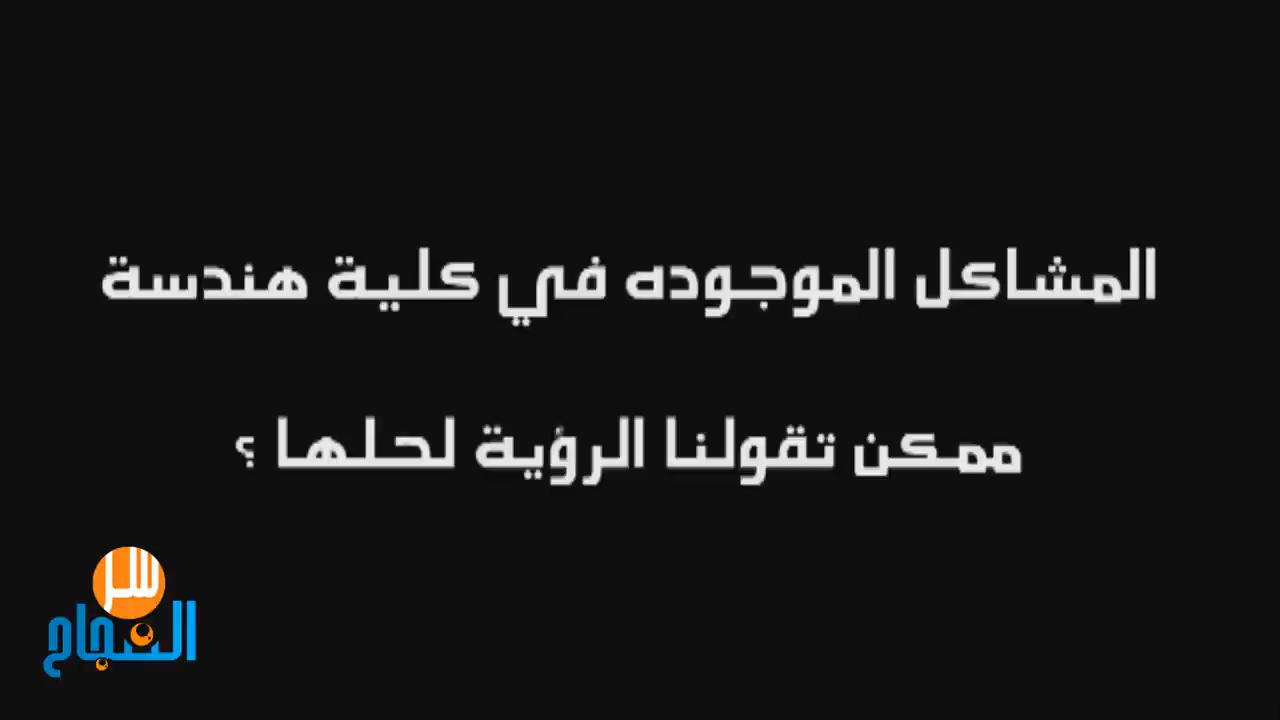 المشاكل الموجوده في كلية هندسة
ممكن تقولنا الرؤية لحلها ؟
سر
النجاح